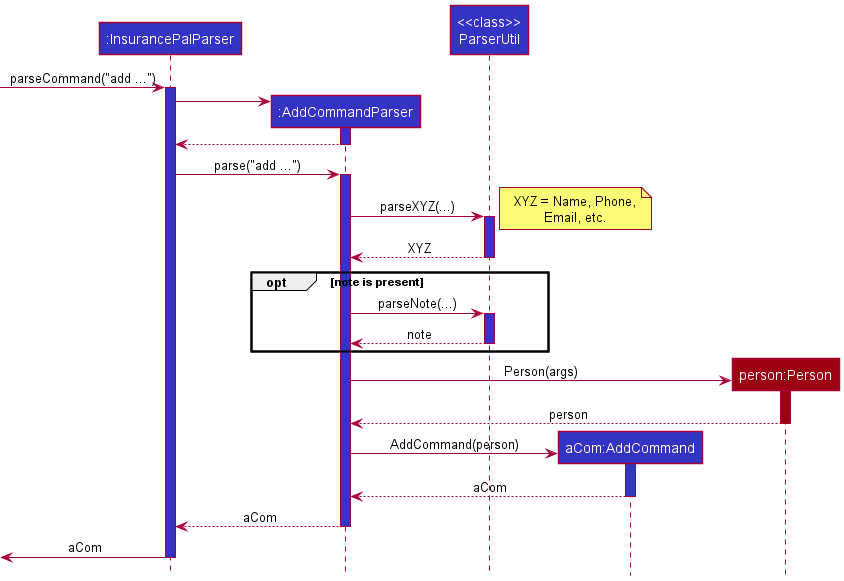 <<class>>
:InsurancePalParser
ParserUtil
parseCommand("add ...")
:AddCommandParser
parse("add ...")
parseXYZ(...)
XYZ = Name, Phone,
Email, etc.
XYZ
opt
[note is present]
parseNote(...)
note
Person(args)
person:Person
person
AddCommand(person)
aCom:AddCommand
aCom
aCom
aCom